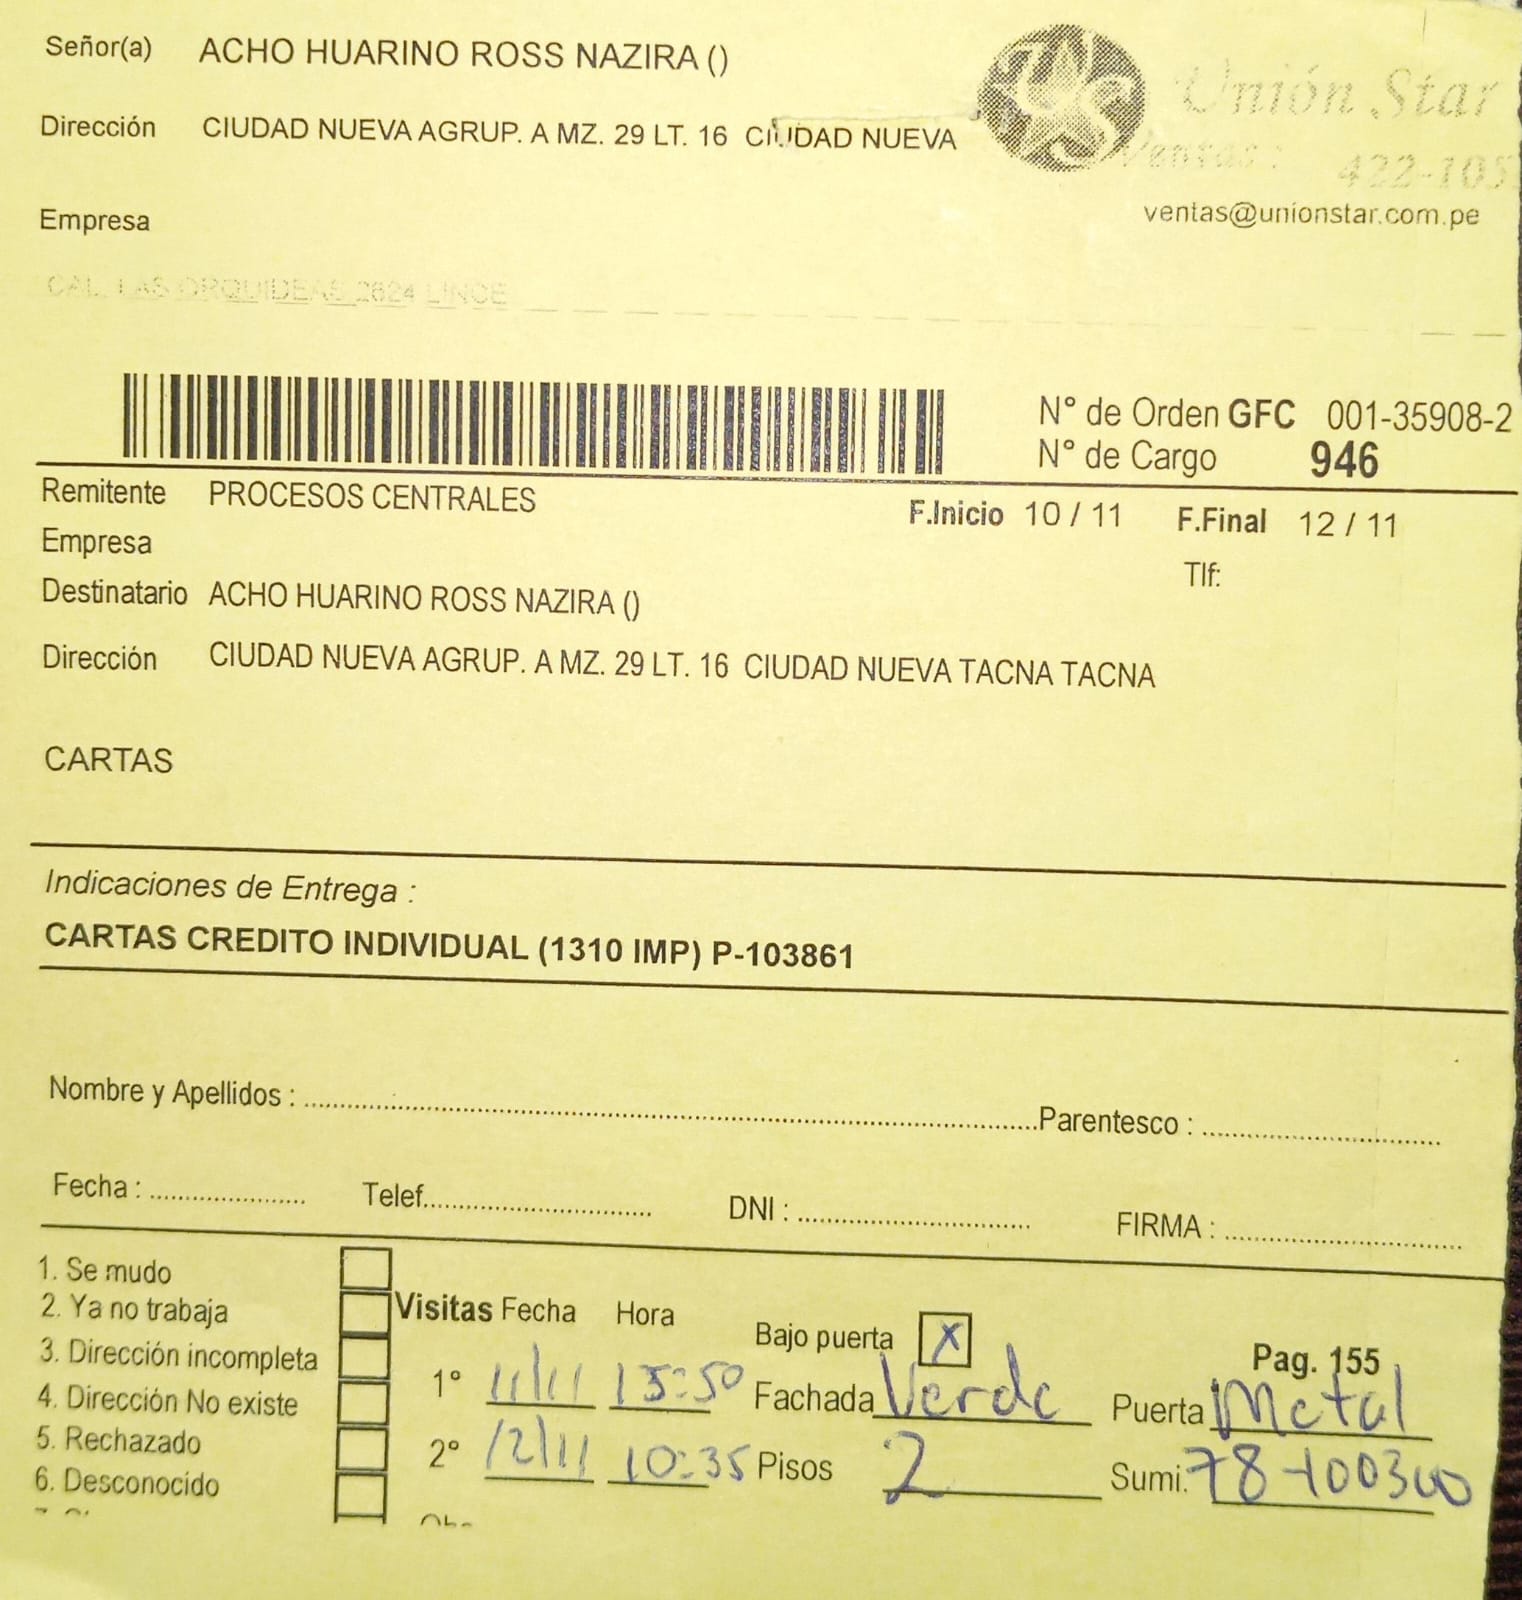 Señor(a) ACHO HUARINO ROSS NAZIRA ()
Dirección CIUDAD NUEVA AGRUP. A MZ. 29 LT. 16 CIUDAD NUEVA
Unión Star
Ventas: 422-105
ventas@unionstar.com.pe
Empresa
CAL. LAS ORQUIDEAS 2624 LINCE
N° de Orden GFC 001-35908-2
N° de Cargo 946
Remitente PROCESOS CENTRALES
F.Inicio 10 / 11 F.Final 12 / 11
Empresa
Tlf:
Destinatario ACHO HUARINO ROSS NAZIRA ()
Dirección CIUDAD NUEVA AGRUP. A MZ. 29 LT. 16 CIUDAD NUEVA TACNA TACNA
CARTAS
Indicaciones de Entrega :
CARTAS CREDITO INDIVIDUAL (1310 IMP) P-103861
Nombre y Apellidos : Parentesco :
Fecha : Telef. DNI : FIRMA :
1. Se mudo
2. Ya no trabaja
3. Dirección incompleta
4. Dirección No existe
5. Rechazado
6. Desconocido
Visitas Fecha Hora
1° 11/11 15:50
2° 12/11 10:35
Bajo puerta X
Fachada Verde
Pisos 2
Pag. 155
Puerta Metal
Sumi. 78-100300